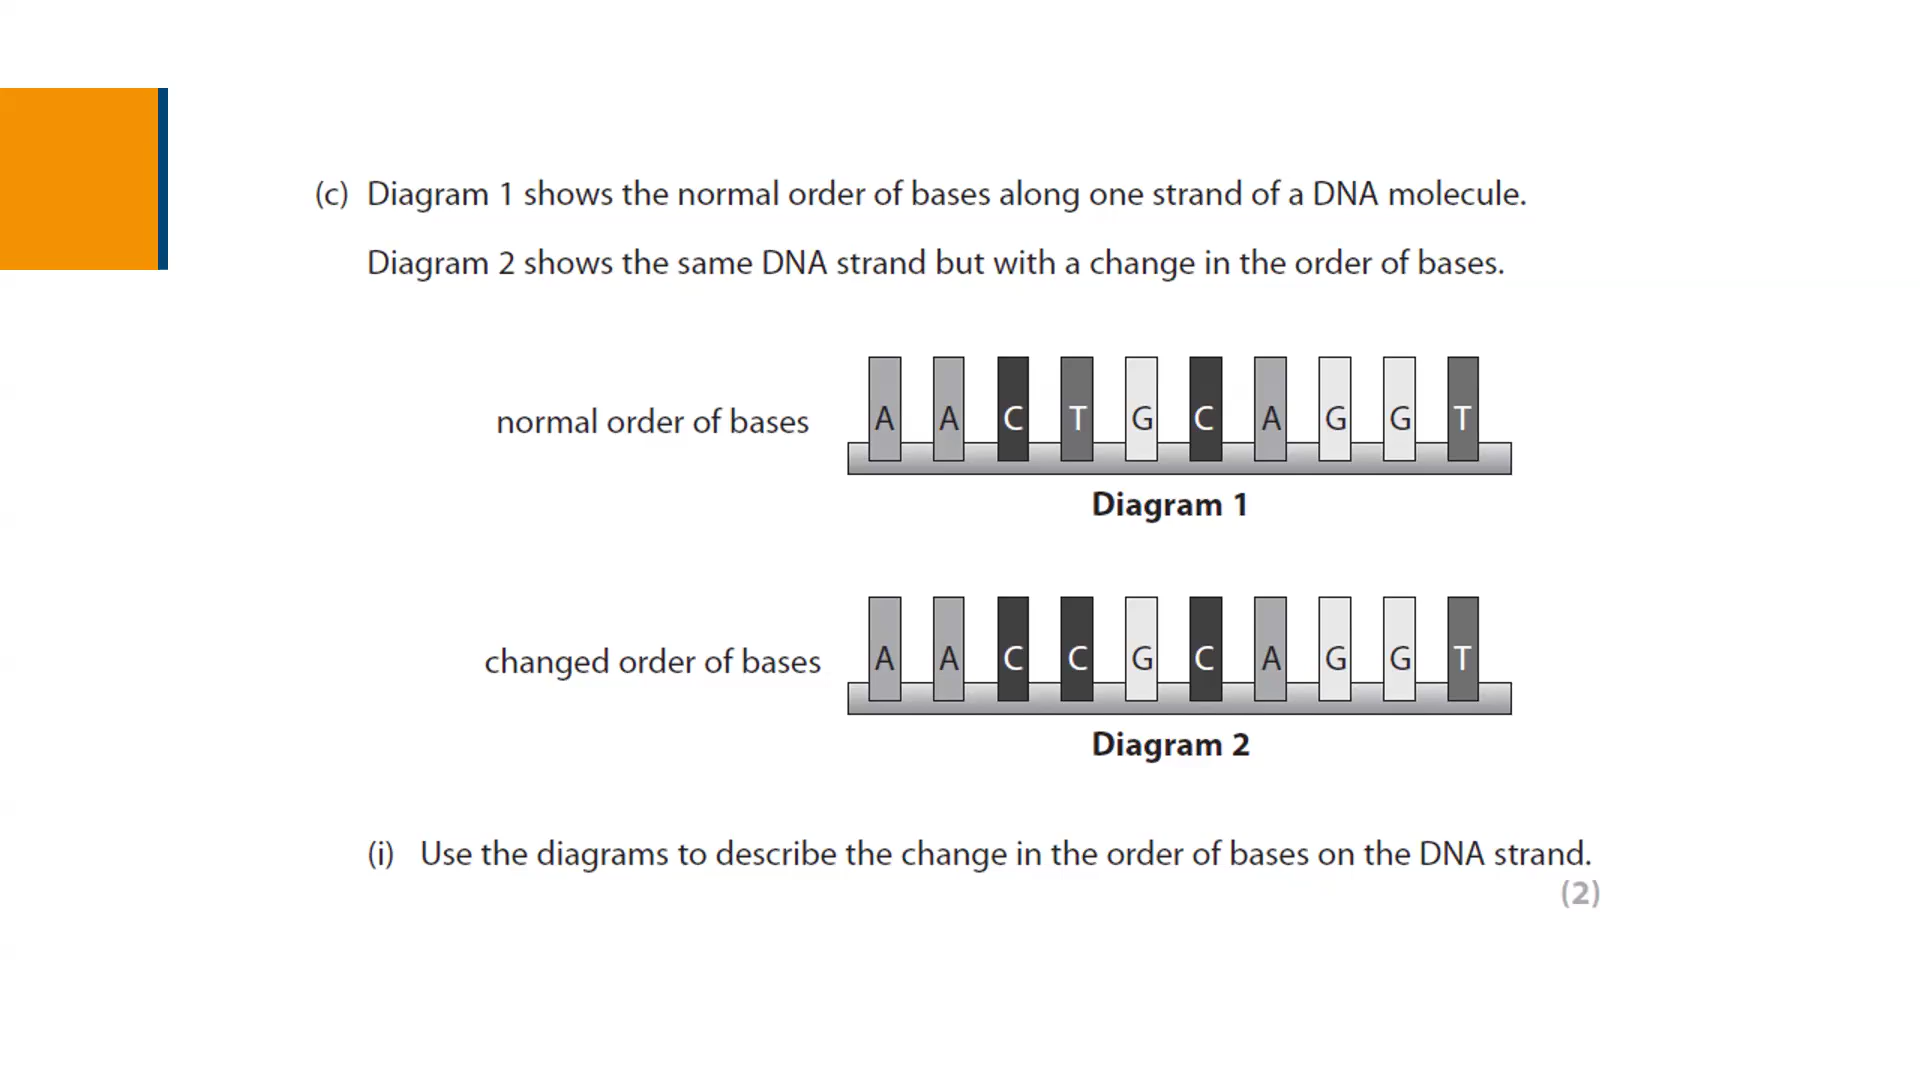 (c) Diagram 1 shows the normal order of bases along one strand of a DNA molecule.
Diagram 2 shows the same DNA strand but with a change in the order of bases.
normal order of bases A A C T G C A G G T
Diagram 1
changed order of bases A A C C G C A G G T
Diagram 2
(i) Use the diagrams to describe the change in the order of bases on the DNA strand.
(2)